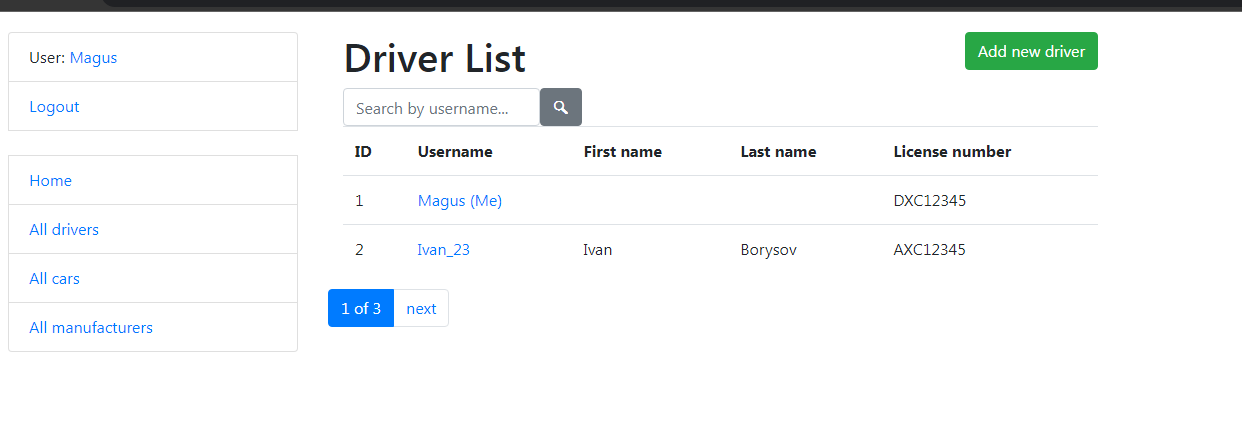 User: Magus
Logout
Home
All drivers
All cars
All manufacturers
Driver List
Add new driver
Search by username...
ID Username First name Last name License number
1 Magus (Me) DXC12345
2 Ivan_23 Ivan Borysov AXC12345
1 of 3 next